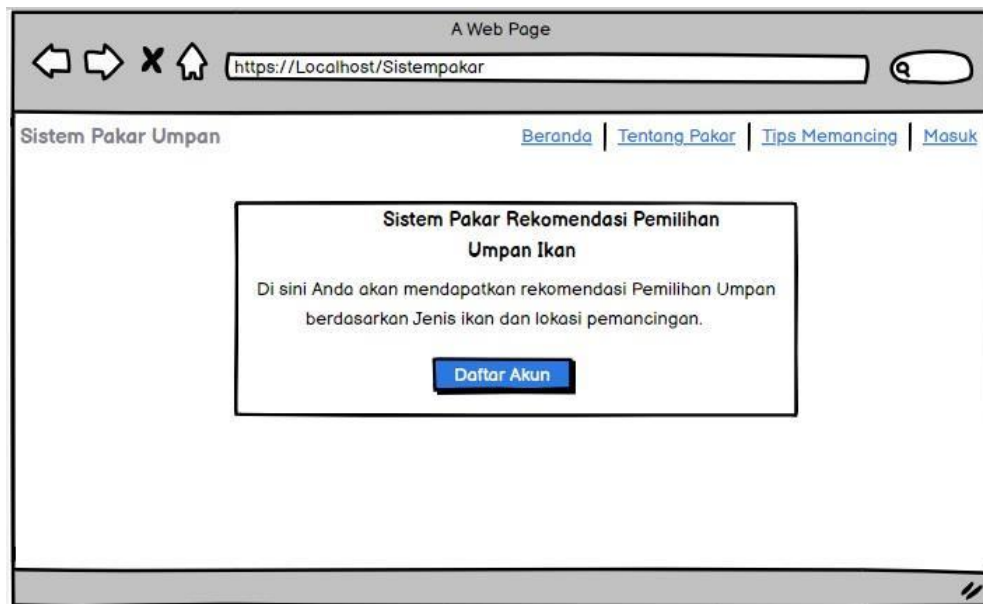 A Web Page
https://Localhost/Sistempakar
Sistem Pakar Umpan
Beranda
Tentang Pakar
Tips Memancing
Masuk
Sistem Pakar Rekomendasi Pemilihan
Umpan Ikan
Di sini Anda akan mendapatkan rekomendasi Pemilihan Umpan
berdasarkan Jenis ikan dan lokasi pemancingan.
Daftar Akun